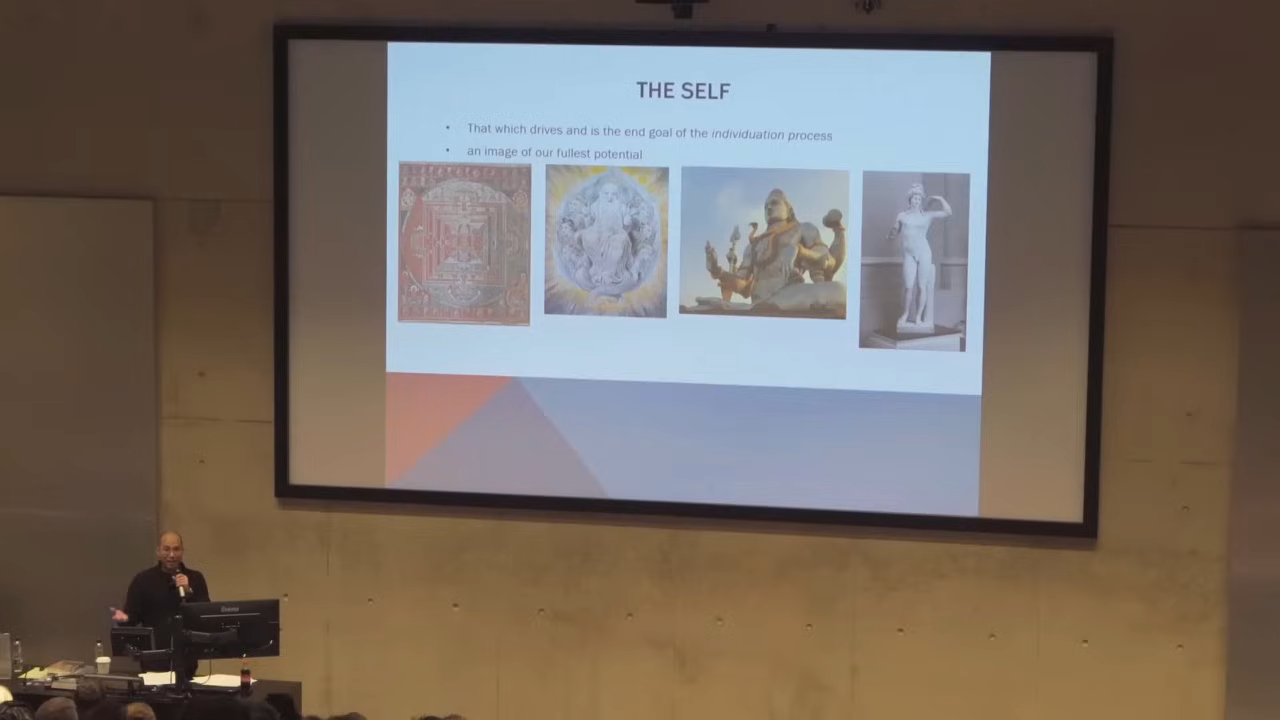 THE SELF
• That which drives and is the end goal of the individuation process
• an image of our fullest potential